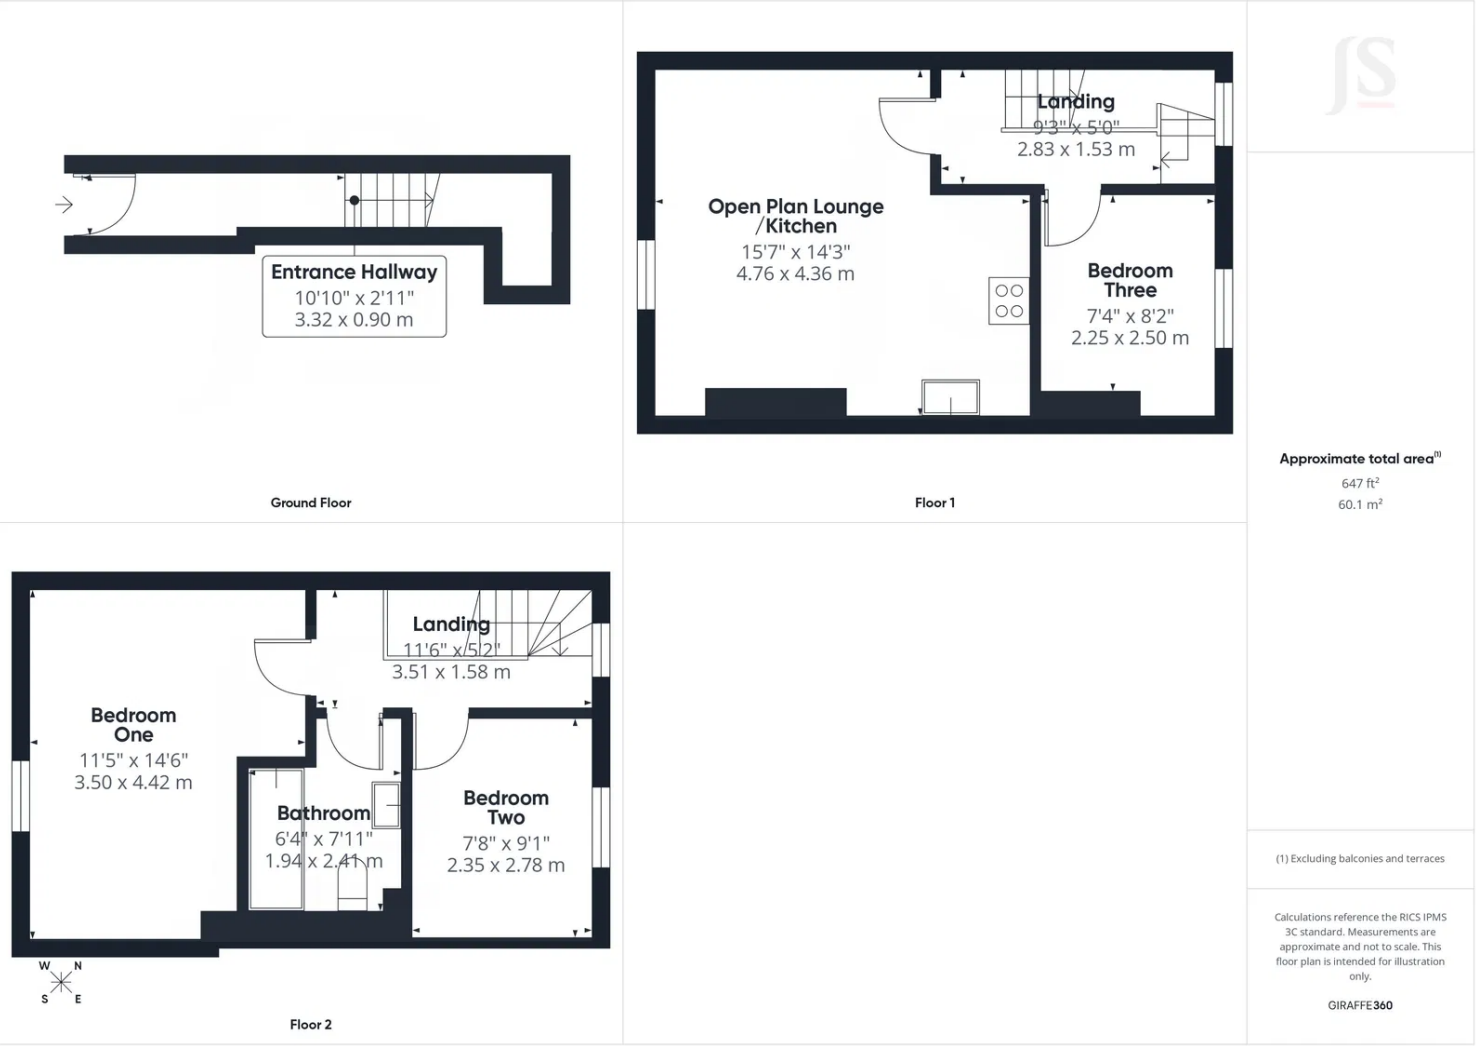 Entrance Hallway
10'10" x 2'11"
3.32 x 0.90 m
Ground Floor
Landing
9'3" x 5'0"
2.83 x 1.53 m
Open Plan Lounge
/Kitchen
15'7" x 14'3"
4.76 x 4.36 m
Bedroom
Three
7'4" x 8'2"
2.25 x 2.50 m
Floor 1
JS
Approximate total area(1)
647 ft²
60.1 m²
Landing
11'6" x 5'2"
3.51 x 1.58 m
Bedroom
One
11'5" x 14'6"
3.50 x 4.42 m
Bathroom
6'4" x 7'11"
1.94 x 2.41 m
Bedroom
Two
7'8" x 9'1"
2.35 x 2.78 m
W N
S E
Floor 2
(1) Excluding balconies and terraces
Calculations reference the RICS IPMS
3C standard. Measurements are
approximate and not to scale. This
floor plan is intended for illustration
only.
GIRAFFE360